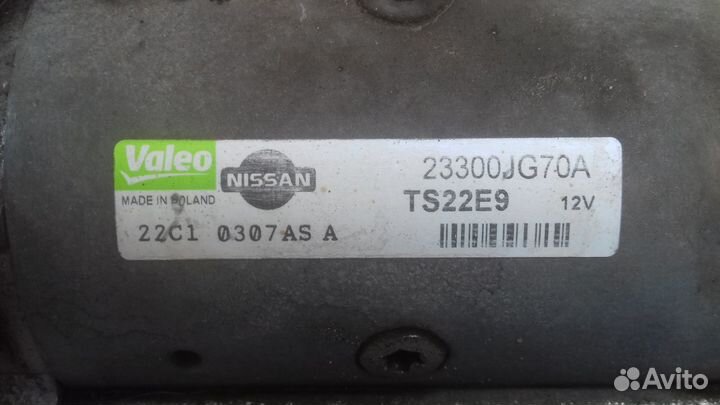 Valeo
NISSAN
23300JG70A
MADE IN POLAND
TS22E9 12V
22C1 0307AS A
Avito